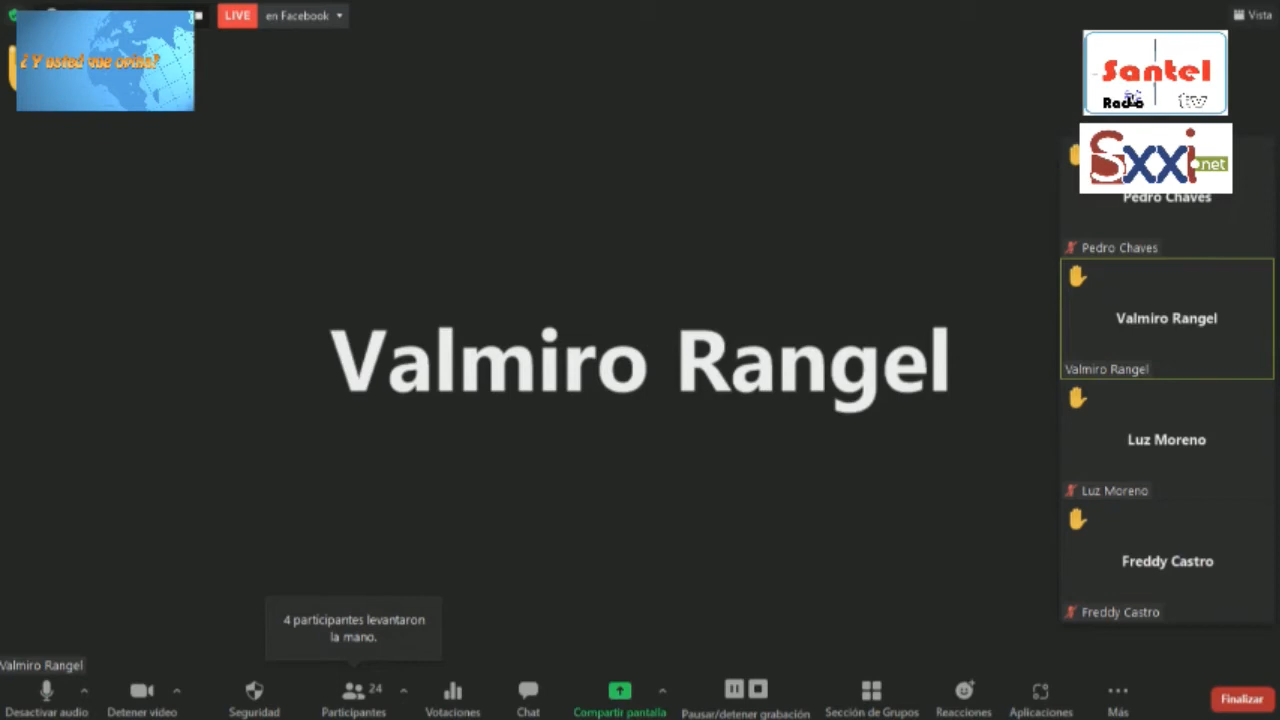 LIVE en Facebook
Vista
¿Y usted que opina?
Santel
Radio tv
Sxxi.net
Pedro Chaves
Pedro Chaves
Valmiro Rangel
Valmiro Rangel
Valmiro Rangel
Luz Moreno
Luz Moreno
Freddy Castro
Freddy Castro
4 participantes levantaron
la mano.
Valmiro Rangel
24
Desactivar audio Detener video Seguridad Participantes Votaciones Chat Compartir pantalla Pausar/detener grabación Sección de Grupos Reacciones Aplicaciones Más Finalizar